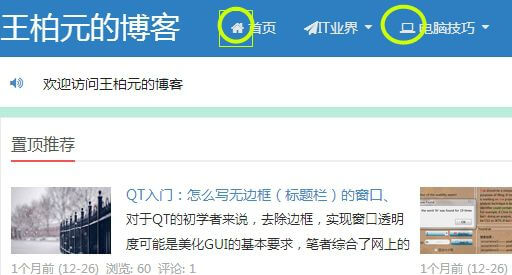 王柏元的博客
首页 IT业界 电脑技巧
欢迎访问王柏元的博客
置顶推荐
QT入门：怎么写无边框（标题栏）的窗口、
对于QT的初学者来说，去除边框，实现窗口透明
度可能是美化GUI的基本要求，笔者综合了网上的
1个月前 (12-26) 浏览: 60 评论: 1
1个月前 (12-2